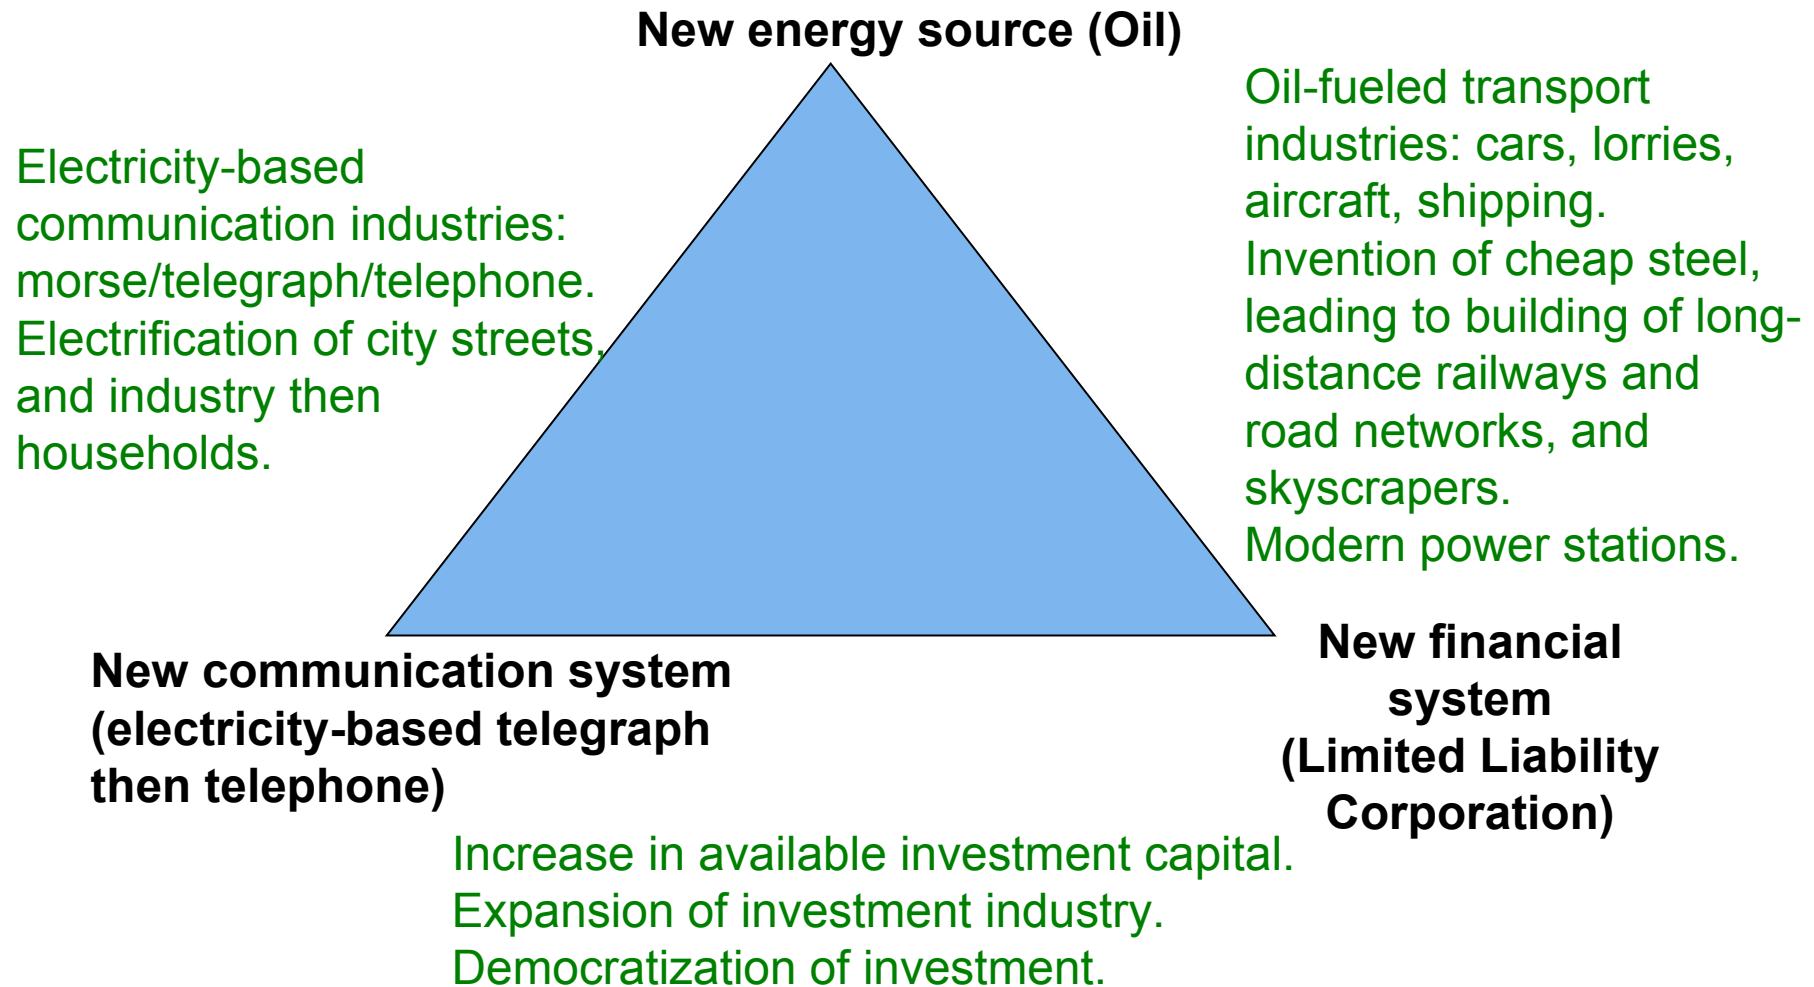 New energy source (Oil)
Electricity-based
communication industries:
morse/telegraph/telephone.
Electrification of city streets,
and industry then
households.
Oil-fueled transport
industries: cars, lorries,
aircraft, shipping.
Invention of cheap steel,
leading to building of long-
distance railways and
road networks, and
skyscrapers.
Modern power stations.
New communication system
(electricity-based telegraph
then telephone)
New financial
system
(Limited Liability
Corporation)
Increase in available investment capital.
Expansion of investment industry.
Democratization of investment.